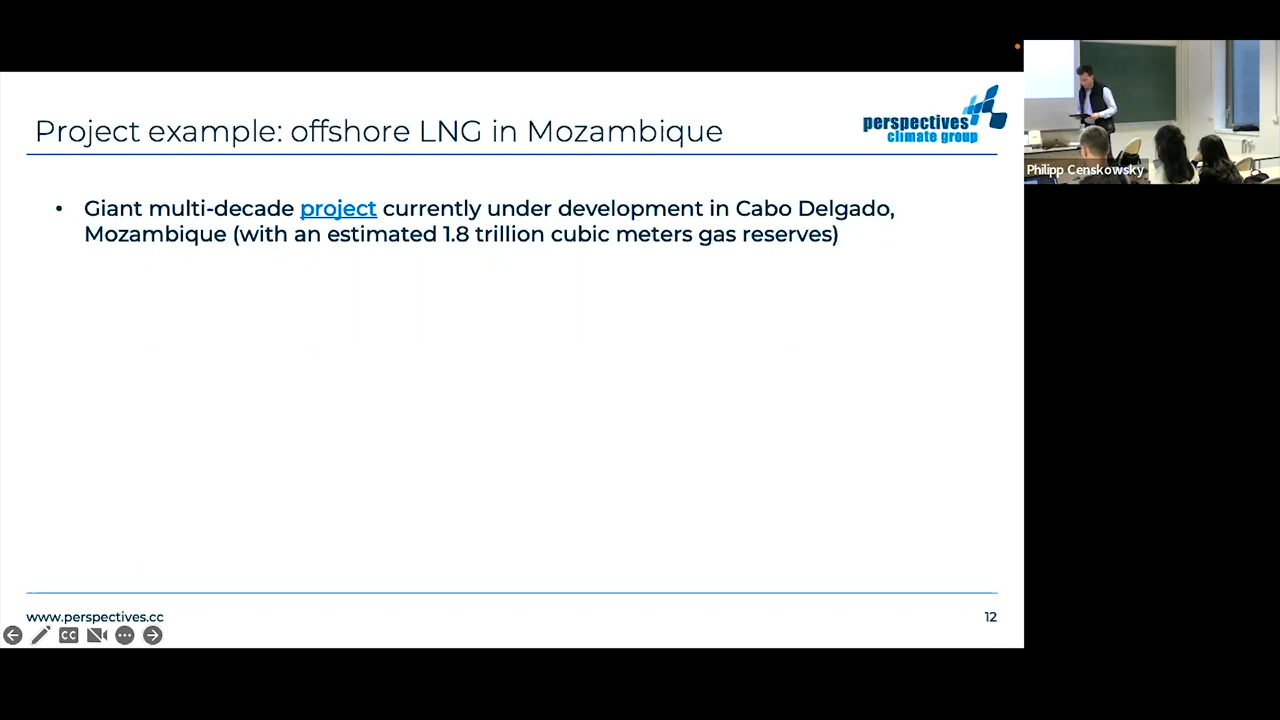 Project example: offshore LNG in Mozambique
perspectives
climate group
Philipp Censkowsky
• Giant multi-decade project currently under development in Cabo Delgado,
Mozambique (with an estimated 1.8 trillion cubic meters gas reserves)
www.perspectives.cc
12
CC